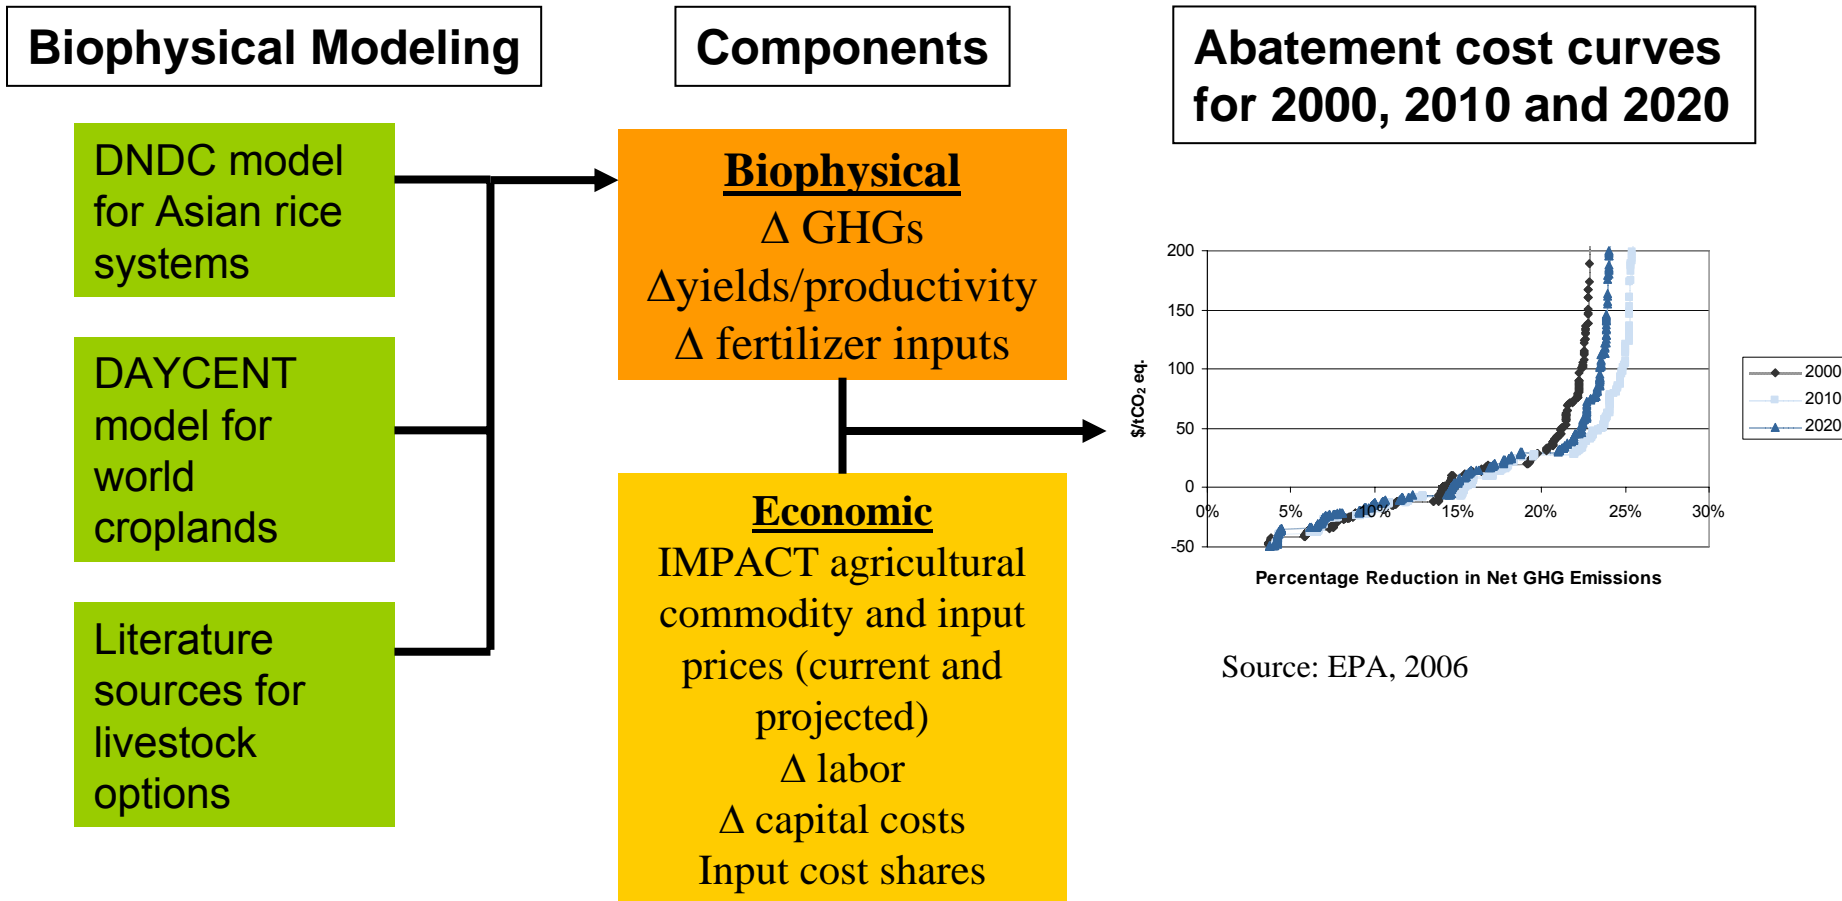 Biophysical Modeling
DNDC model
for Asian rice
systems
DAYCENT
model for
world
croplands
Literature
sources for
livestock
options
Components
Biophysical
Δ GHGs
Δyields/productivity
Δ fertilizer inputs
Economic
IMPACT agricultural
commodity and input
prices (current and
projected)
Δ labor
Δ capital costs
Input cost shares
Abatement cost curves
for 2000, 2010 and 2020
200
150
100
50
0
-50
$/tCO₂ eq.
0% 5% 10% 15% 20% 25% 30%
Percentage Reduction in Net GHG Emissions
2000
2010
2020
Source: EPA, 2006